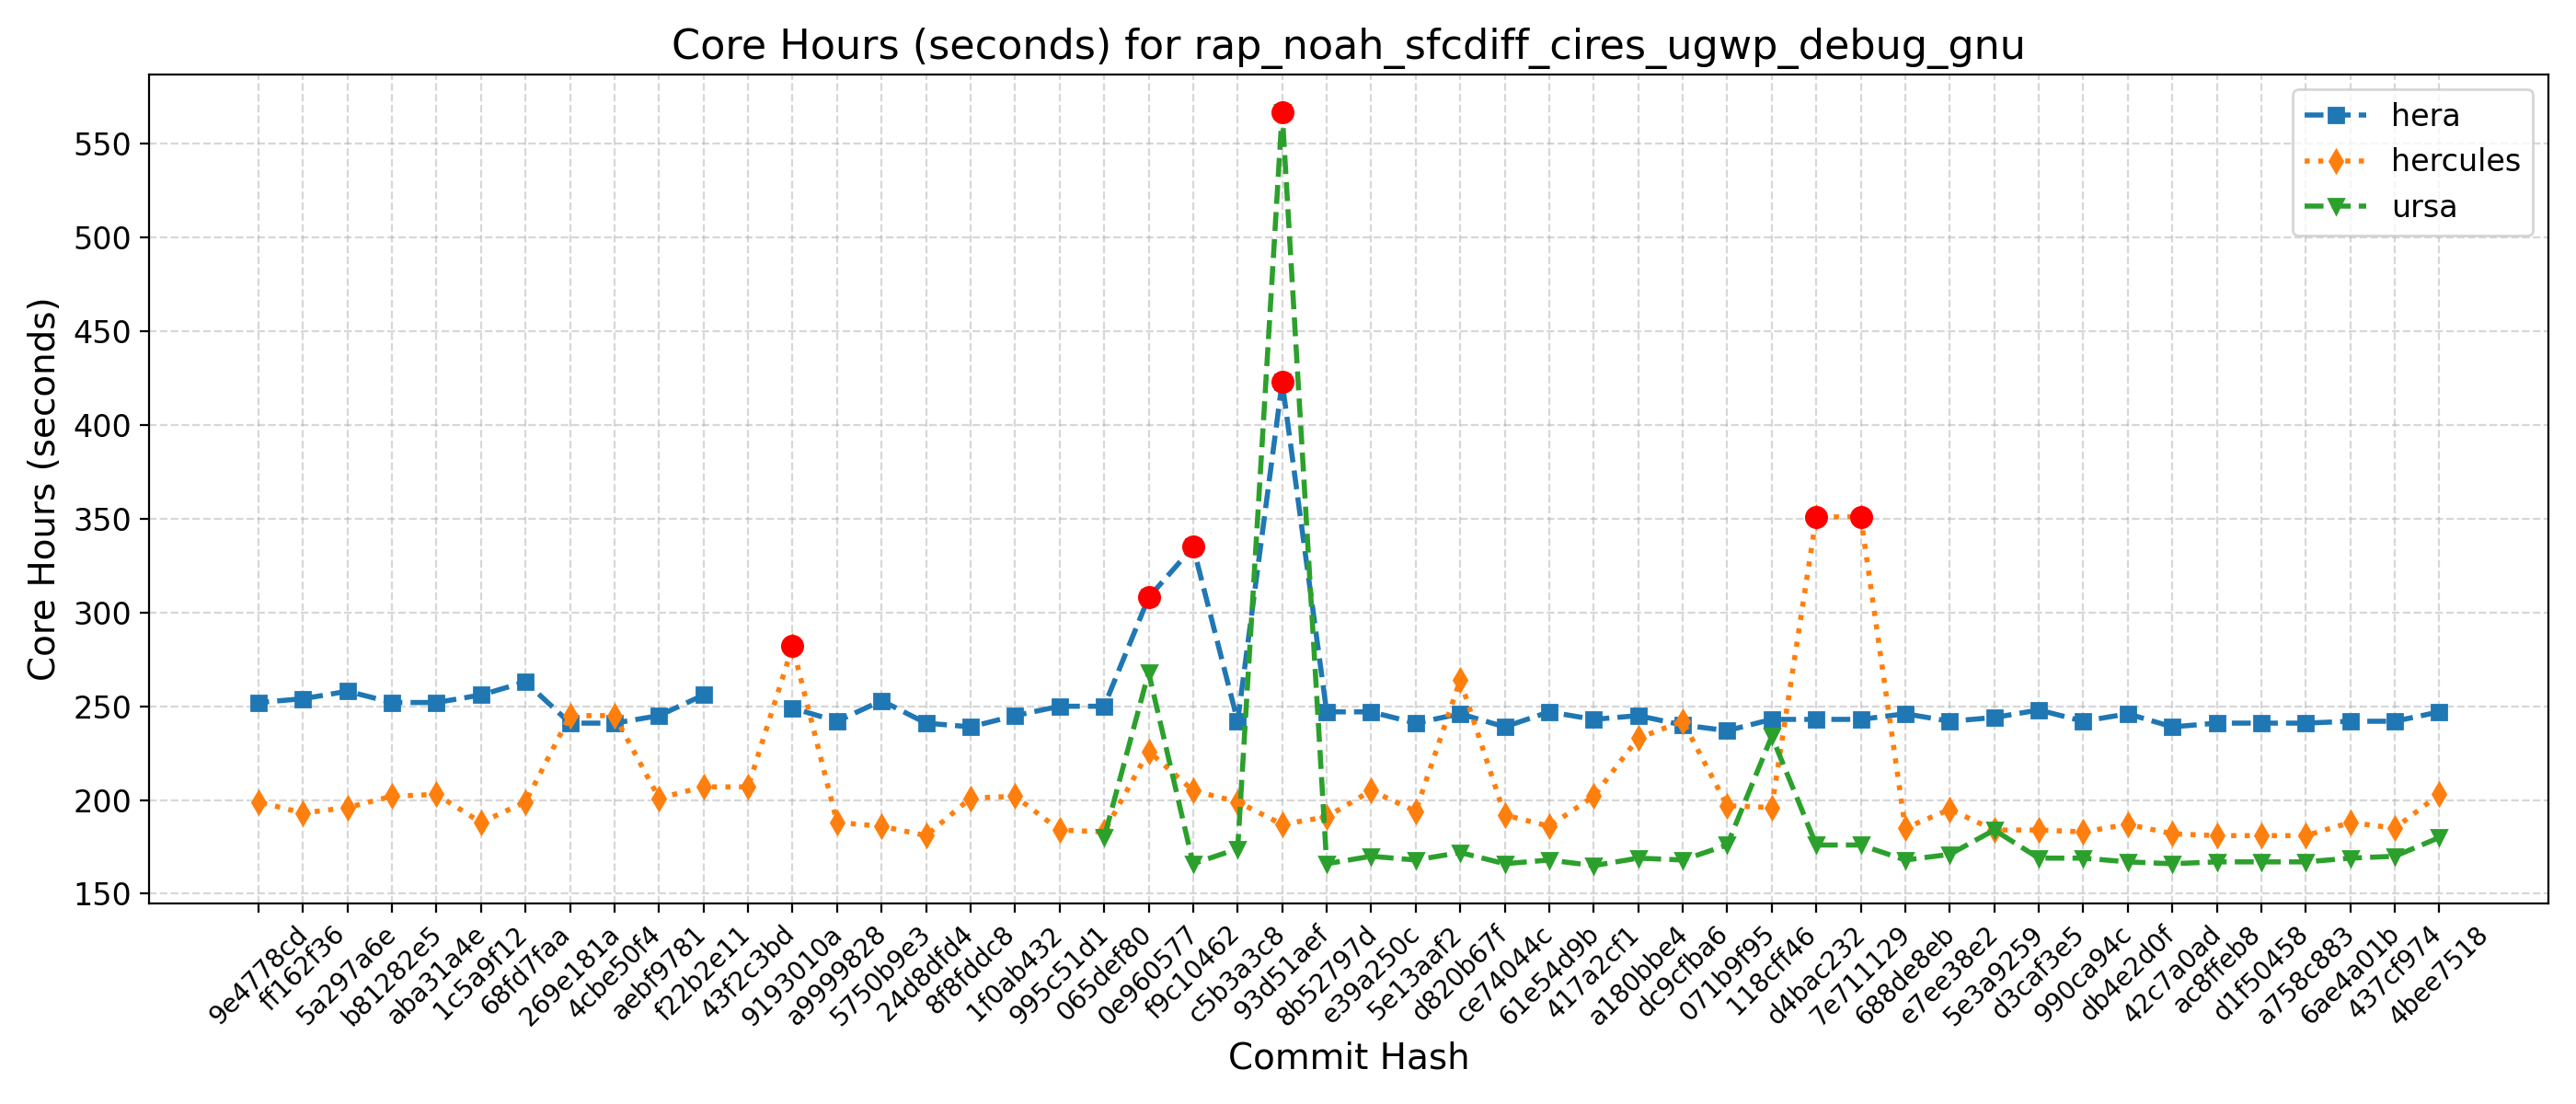 Core Hours (seconds) for rap_noah_sfcdiff_cires_ugwp_debug_gnu
Core Hours (seconds)
550
500
450
400
350
300
250
200
150
hera
hercules
ursa
9e4778cd
ff162f36
5a297a6e
b81282e5
aba31a4e
1c5a9f12
68fd7faa
269e181a
4cbe50f4
aebf9781
f22b2e11
43f2c3bd
9193010a
a9999828
5750b9e3
24d8dfd4
8f8fddc8
1f0ab432
995c51d1
065def80
0e960577
f9c10462
c5b3a3c8
93d51aef
8b52797d
e39a250c
5e13aaf2
d820b67f
ce74044c
61e54d9b
417a2cf1
a180bbe4
dc9cfba6
071b9f95
118cff46
d4bac232
7e711129
688de8eb
e7ee38e2
5e3a9259
d3caf3e5
990ca94c
db4e2d0f
42c7a0ad
ac8ffeb8
d1f50458
a758c883
6ae4a01b
437cf974
4bee7518
Commit Hash